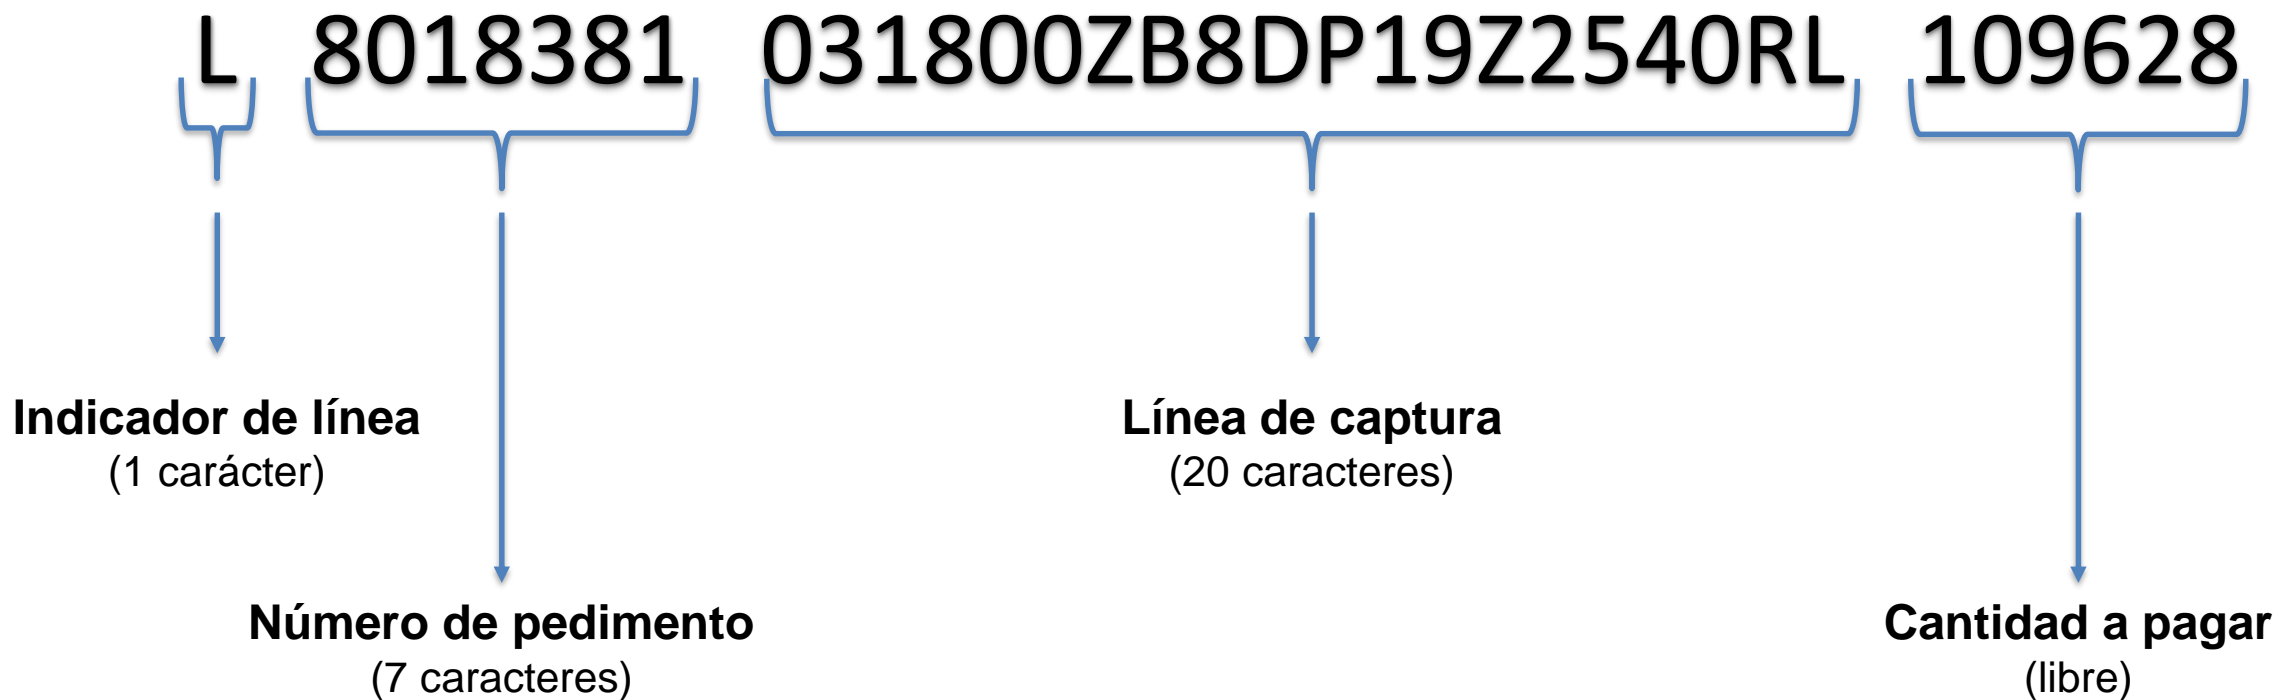 L 8018381 031800ZB8DP19Z2540RL 109628
Indicador de línea
(1 carácter)
Línea de captura
(20 caracteres)
Número de pedimento
(7 caracteres)
Cantidad a pagar
(libre)